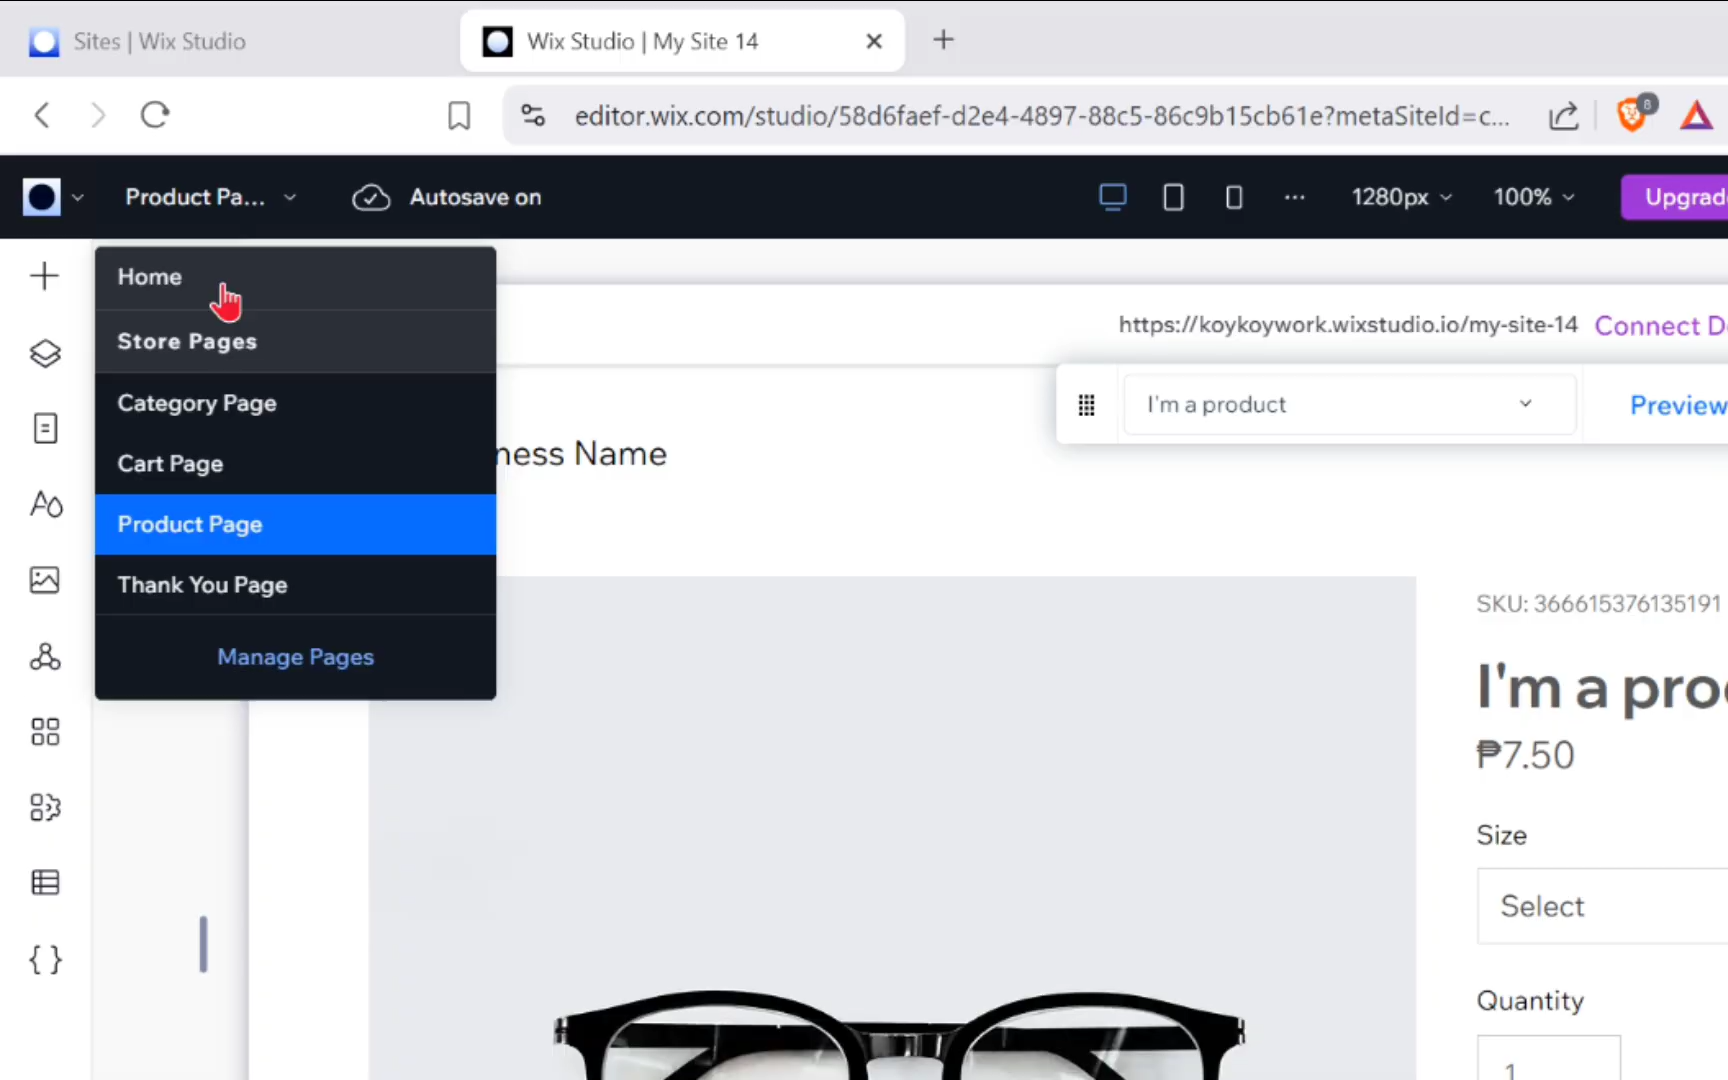 Sites | Wix Studio
Wix Studio | My Site 14
editor.wix.com/studio/58d6faef-d2e4-4897-88c5-86c9b15cb61e?metaSiteId=c...
8
Product Pa...
Autosave on
1280px
100%
Upgrad
Home
Store Pages
Category Page
Cart Page
Product Page
Thank You Page
Manage Pages
https://koykoywork.wixstudio.io/my-site-14
Connect D
I'm a product
Preview
ness Name
SKU: 366615376135191
I'm a pro
₱7.50
Size
Select
Quantity
1